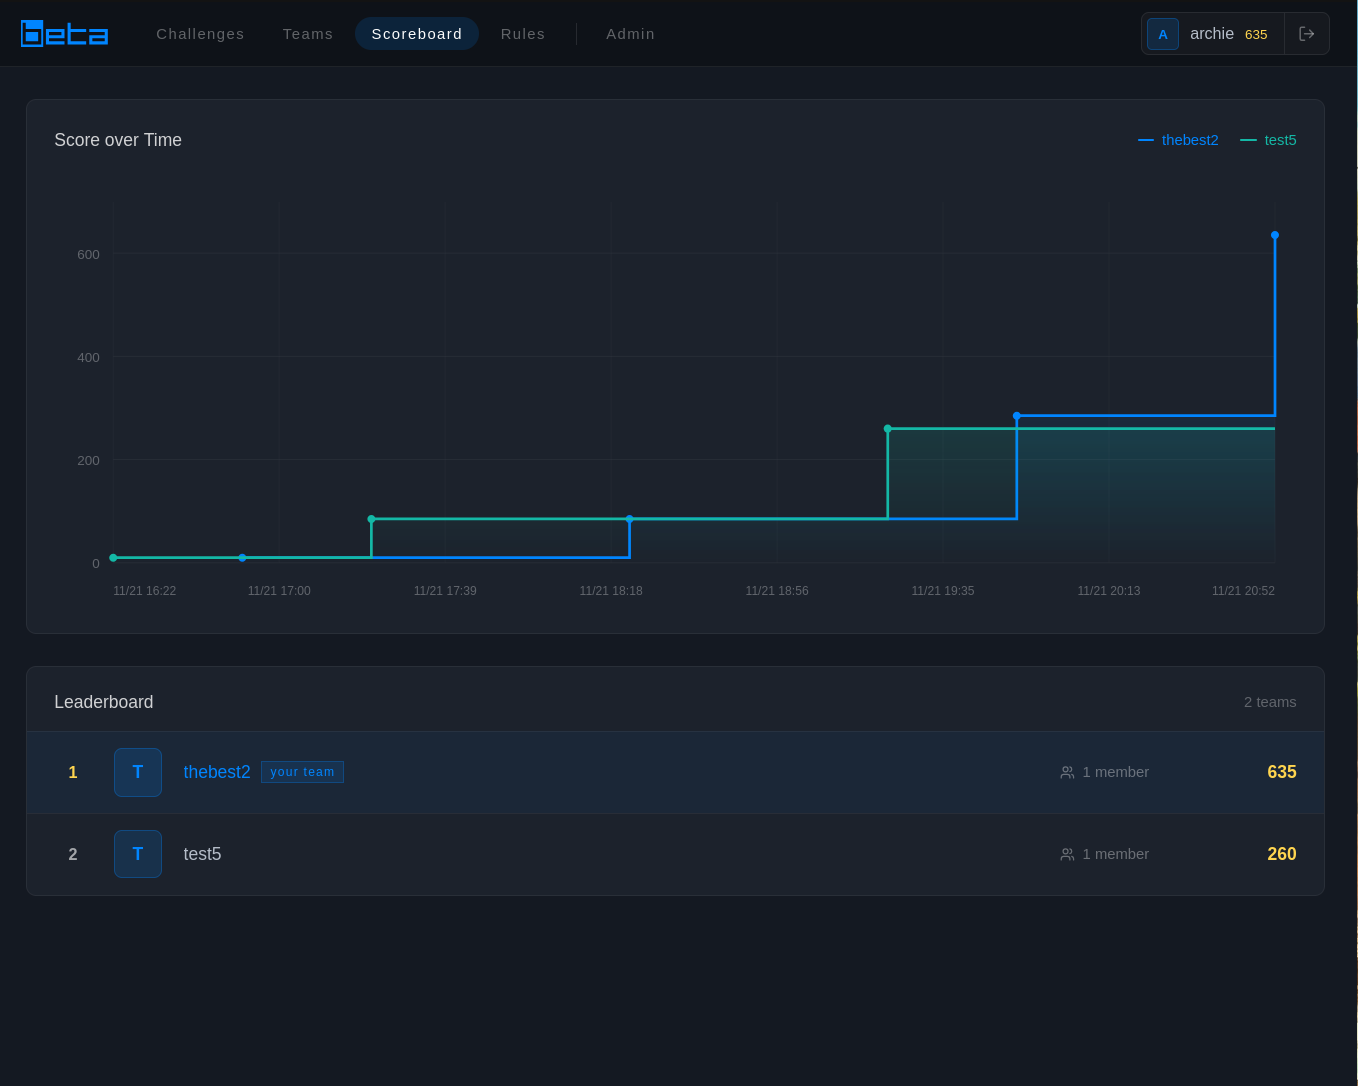 beta Challenges Teams Scoreboard Rules Admin A archie 635
Score over Time thebest2 test5
600
400
200
0
11/21 16:22 11/21 17:00 11/21 17:39 11/21 18:18 11/21 18:56 11/21 19:35 11/21 20:13 11/21 20:52
Leaderboard 2 teams
1 T thebest2 your team 1 member 635
2 T test5 1 member 260